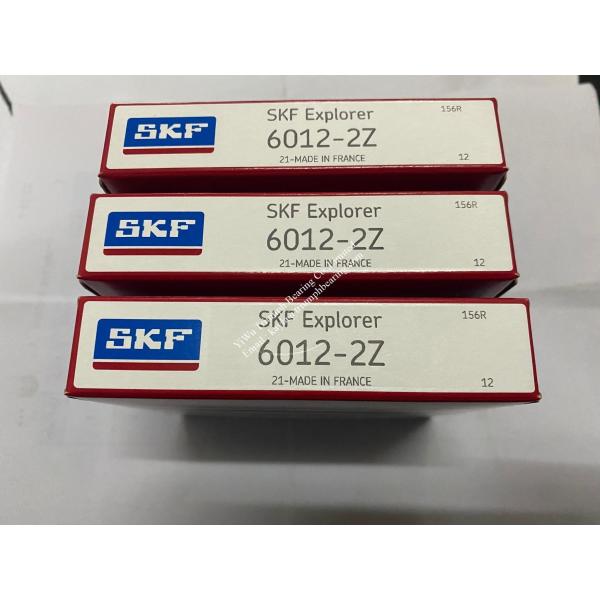 SKF
SKF Explorer
156R
6012-2Z
21-MADE IN FRANCE
12
SKF
SKF Explorer
156R
6012-2Z
21-MADE IN FRANCE
12
SKF
SKF Explorer
156R
6012-2Z
21-MADE IN FRANCE
12